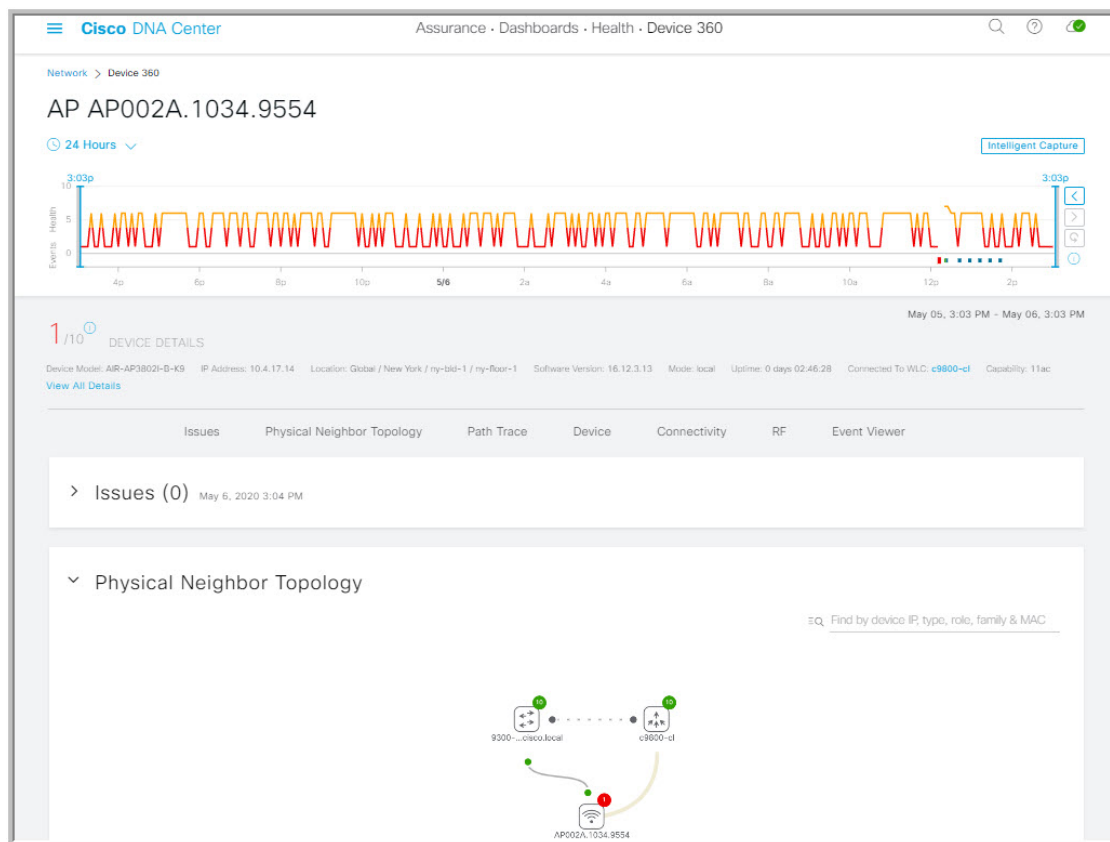 Cisco DNA Center
Assurance · Dashboards · Health · Device 360
Network > Device 360
AP AP002A.1034.9554
24 Hours
Intelligent Capture
3:03p 3:03p
10
5
0
Health
Events
4p 6p 8p 10p 5/6 2a 4a 6a 8a 10a 12p 2p
May 05, 3:03 PM - May 06, 3:03 PM
1/10 DEVICE DETAILS
Device Model: AIR-AP3802I-B-K9 IP Address: 10.4.17.14 Location: Global / New York / ny-bld-1 / ny-floor-1 Software Version: 16.12.3.13 Mode: local Uptime: 0 days 02:46:28 Connected To WLC: c9800-cl Capability: 11ac
View All Details
Issues Physical Neighbor Topology Path Trace Device Connectivity RF Event Viewer
Issues (0) May 6, 2020 3:04 PM
Physical Neighbor Topology
Find by device IP, type, role, family & MAC
10 10
9300-...cisco.local c9800-cl
1
AP002A.1034.9554